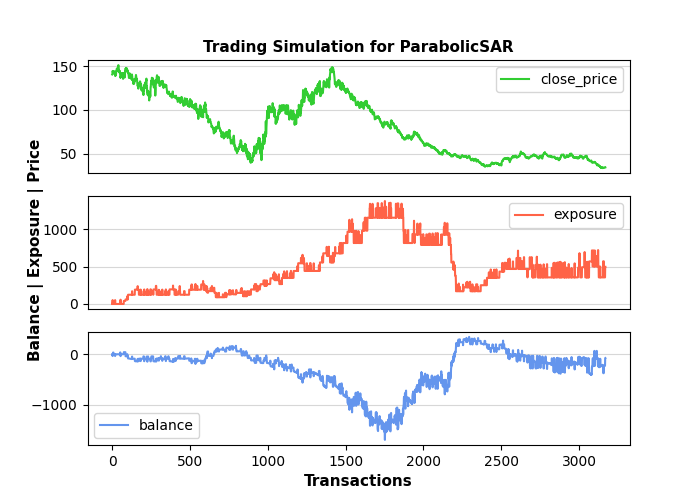 Trading Simulation for ParabolicSAR
150
100
50
close_price
1000
500
0
exposure
0
−1000
balance
0
500
1000
1500
2000
2500
3000
Transactions
Balance | Exposure | Price